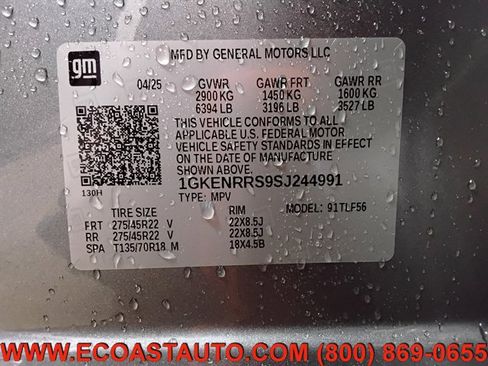 gm
MFD BY GENERAL MOTORS LLC
04/25 GVWR GAWR FRT GAWR RR
2900 KG 1450 KG 1600 KG
6394 LB 3196 LB 3527 LB
THIS VEHICLE CONFORMS TO ALL
APPLICABLE U.S. FEDERAL MOTOR
VEHICLE SAFETY STANDARDS IN EFFECT
ON THE DATE OF MANUFACTURE SHOWN ABOVE.
1GKENRRS9SJ244991
130H
TYPE: MPV MODEL: 91TLF56
TIRE SIZE RIM
FRT 275/45R22 V 22X8.5J
RR 275/45R22 V 22X8.5J
SPA T135/70R18 M 18X4.5B
WWW.ECOASTAUTO.COM (800) 869-0655